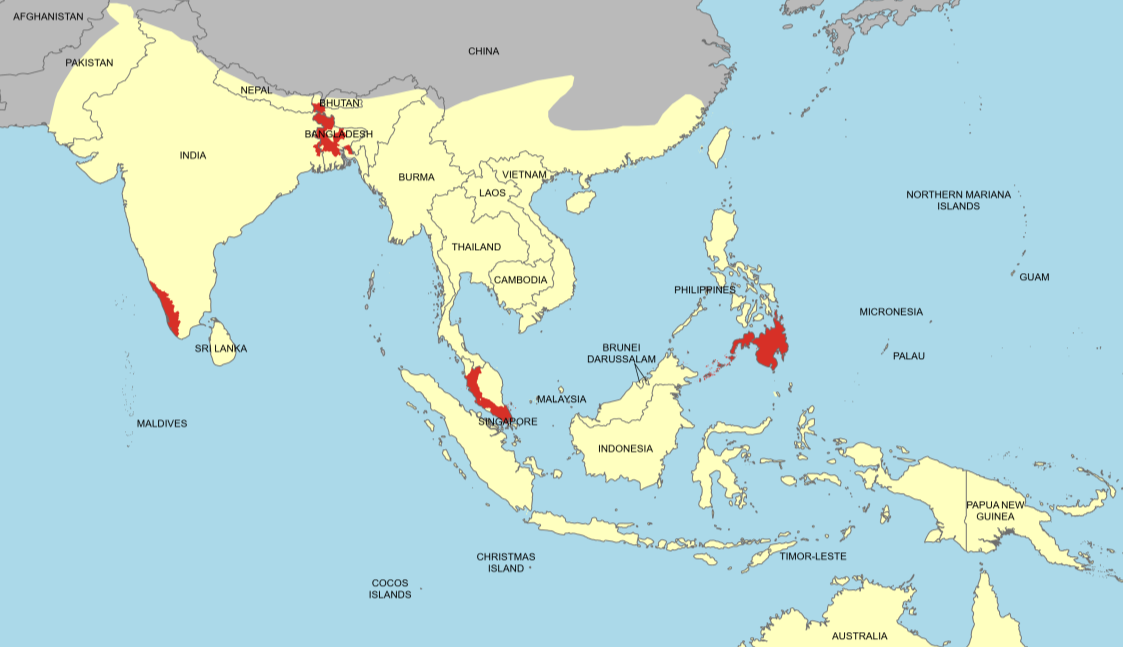 AFGHANISTAN
CHINA
PAKISTAN
NEPAL
BHUTAN
BANGLADESH
INDIA
BURMA
VIETNAM
LAOS
NORTHERN MARIANA
ISLANDS
THAILAND
CAMBODIA
GUAM
PHILIPPINES
MICRONESIA
SRI LANKA
BRUNEI
DARUSSALAM
PALAU
MALAYSIA
MALDIVES
SINGAPORE
INDONESIA
PAPUA NEW
GUINEA
CHRISTMAS
ISLAND
TIMOR-LESTE
COCOS
ISLANDS
AUSTRALIA